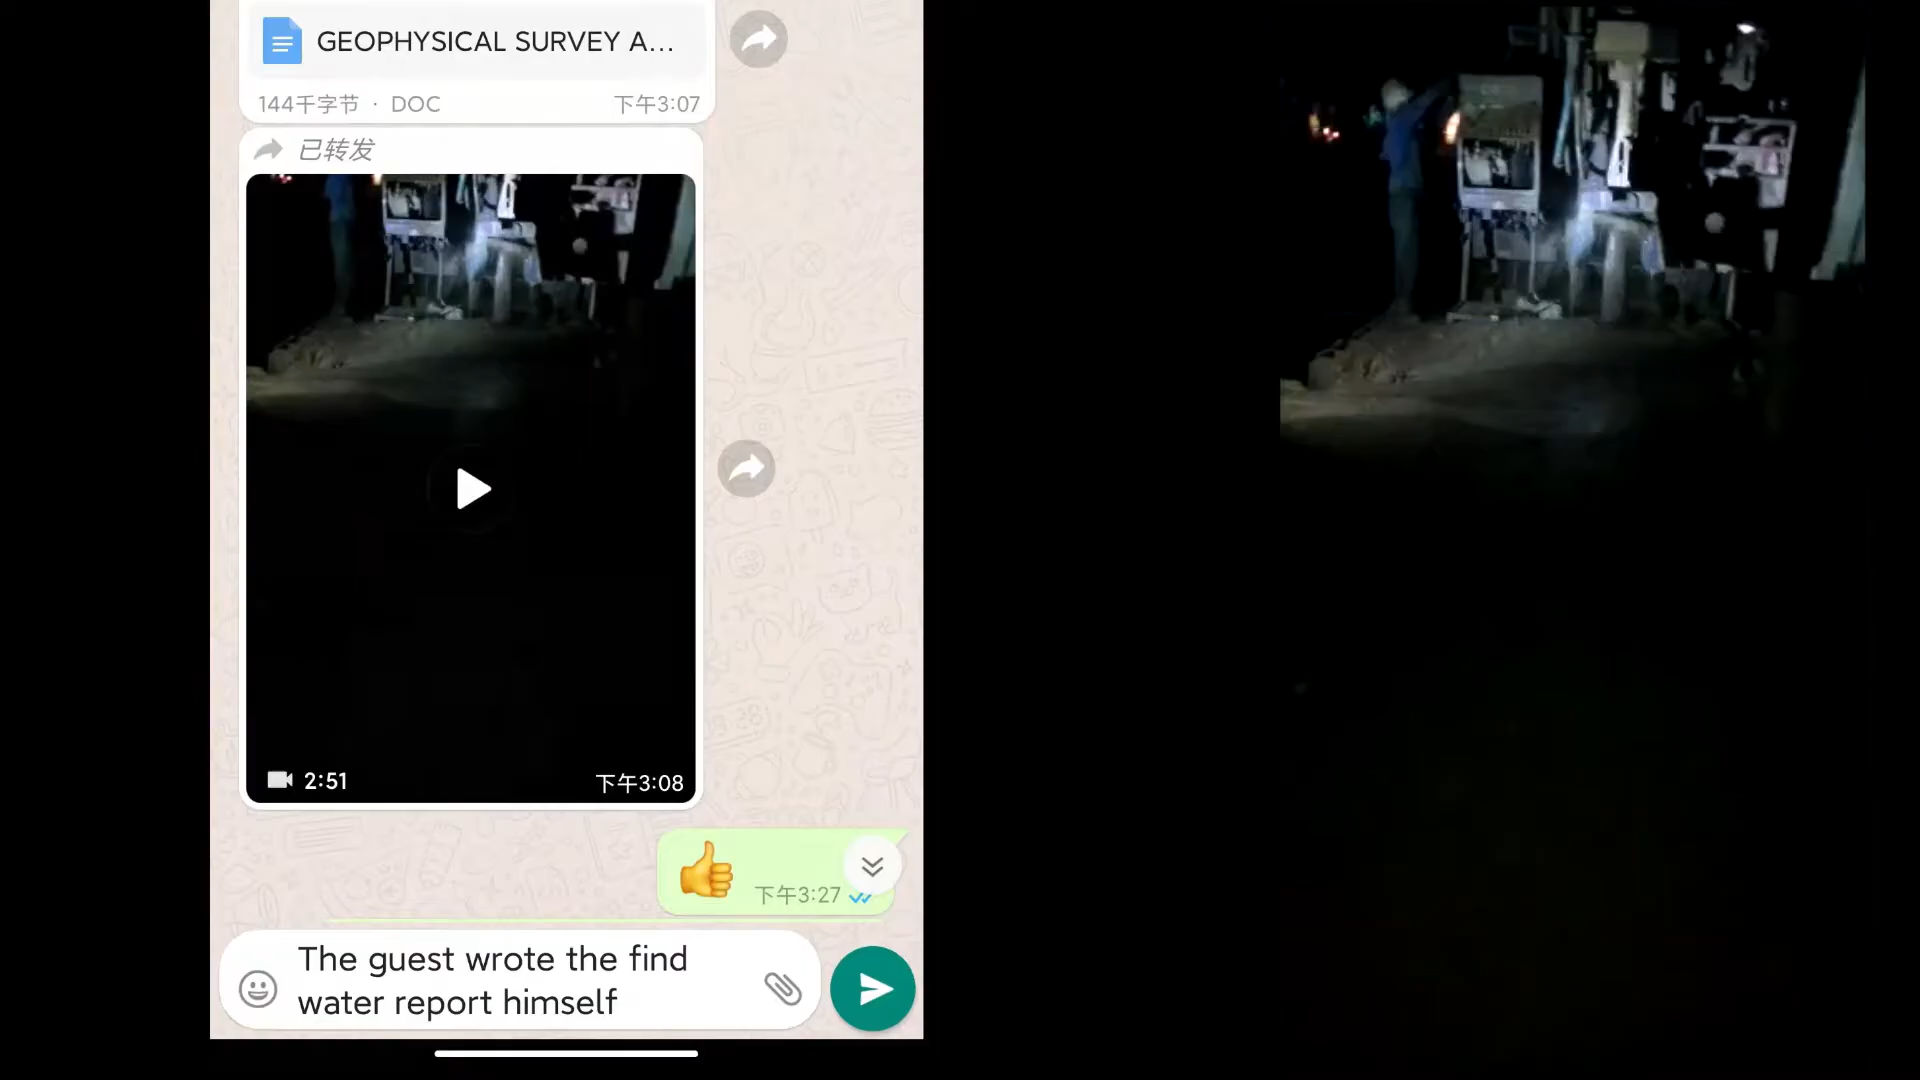 GEOPHYSICAL SURVEY A...
144千字节 · DOC 下午3:07
已转发
2:51 下午3:08
下午3:27
The guest wrote the find
water report himself